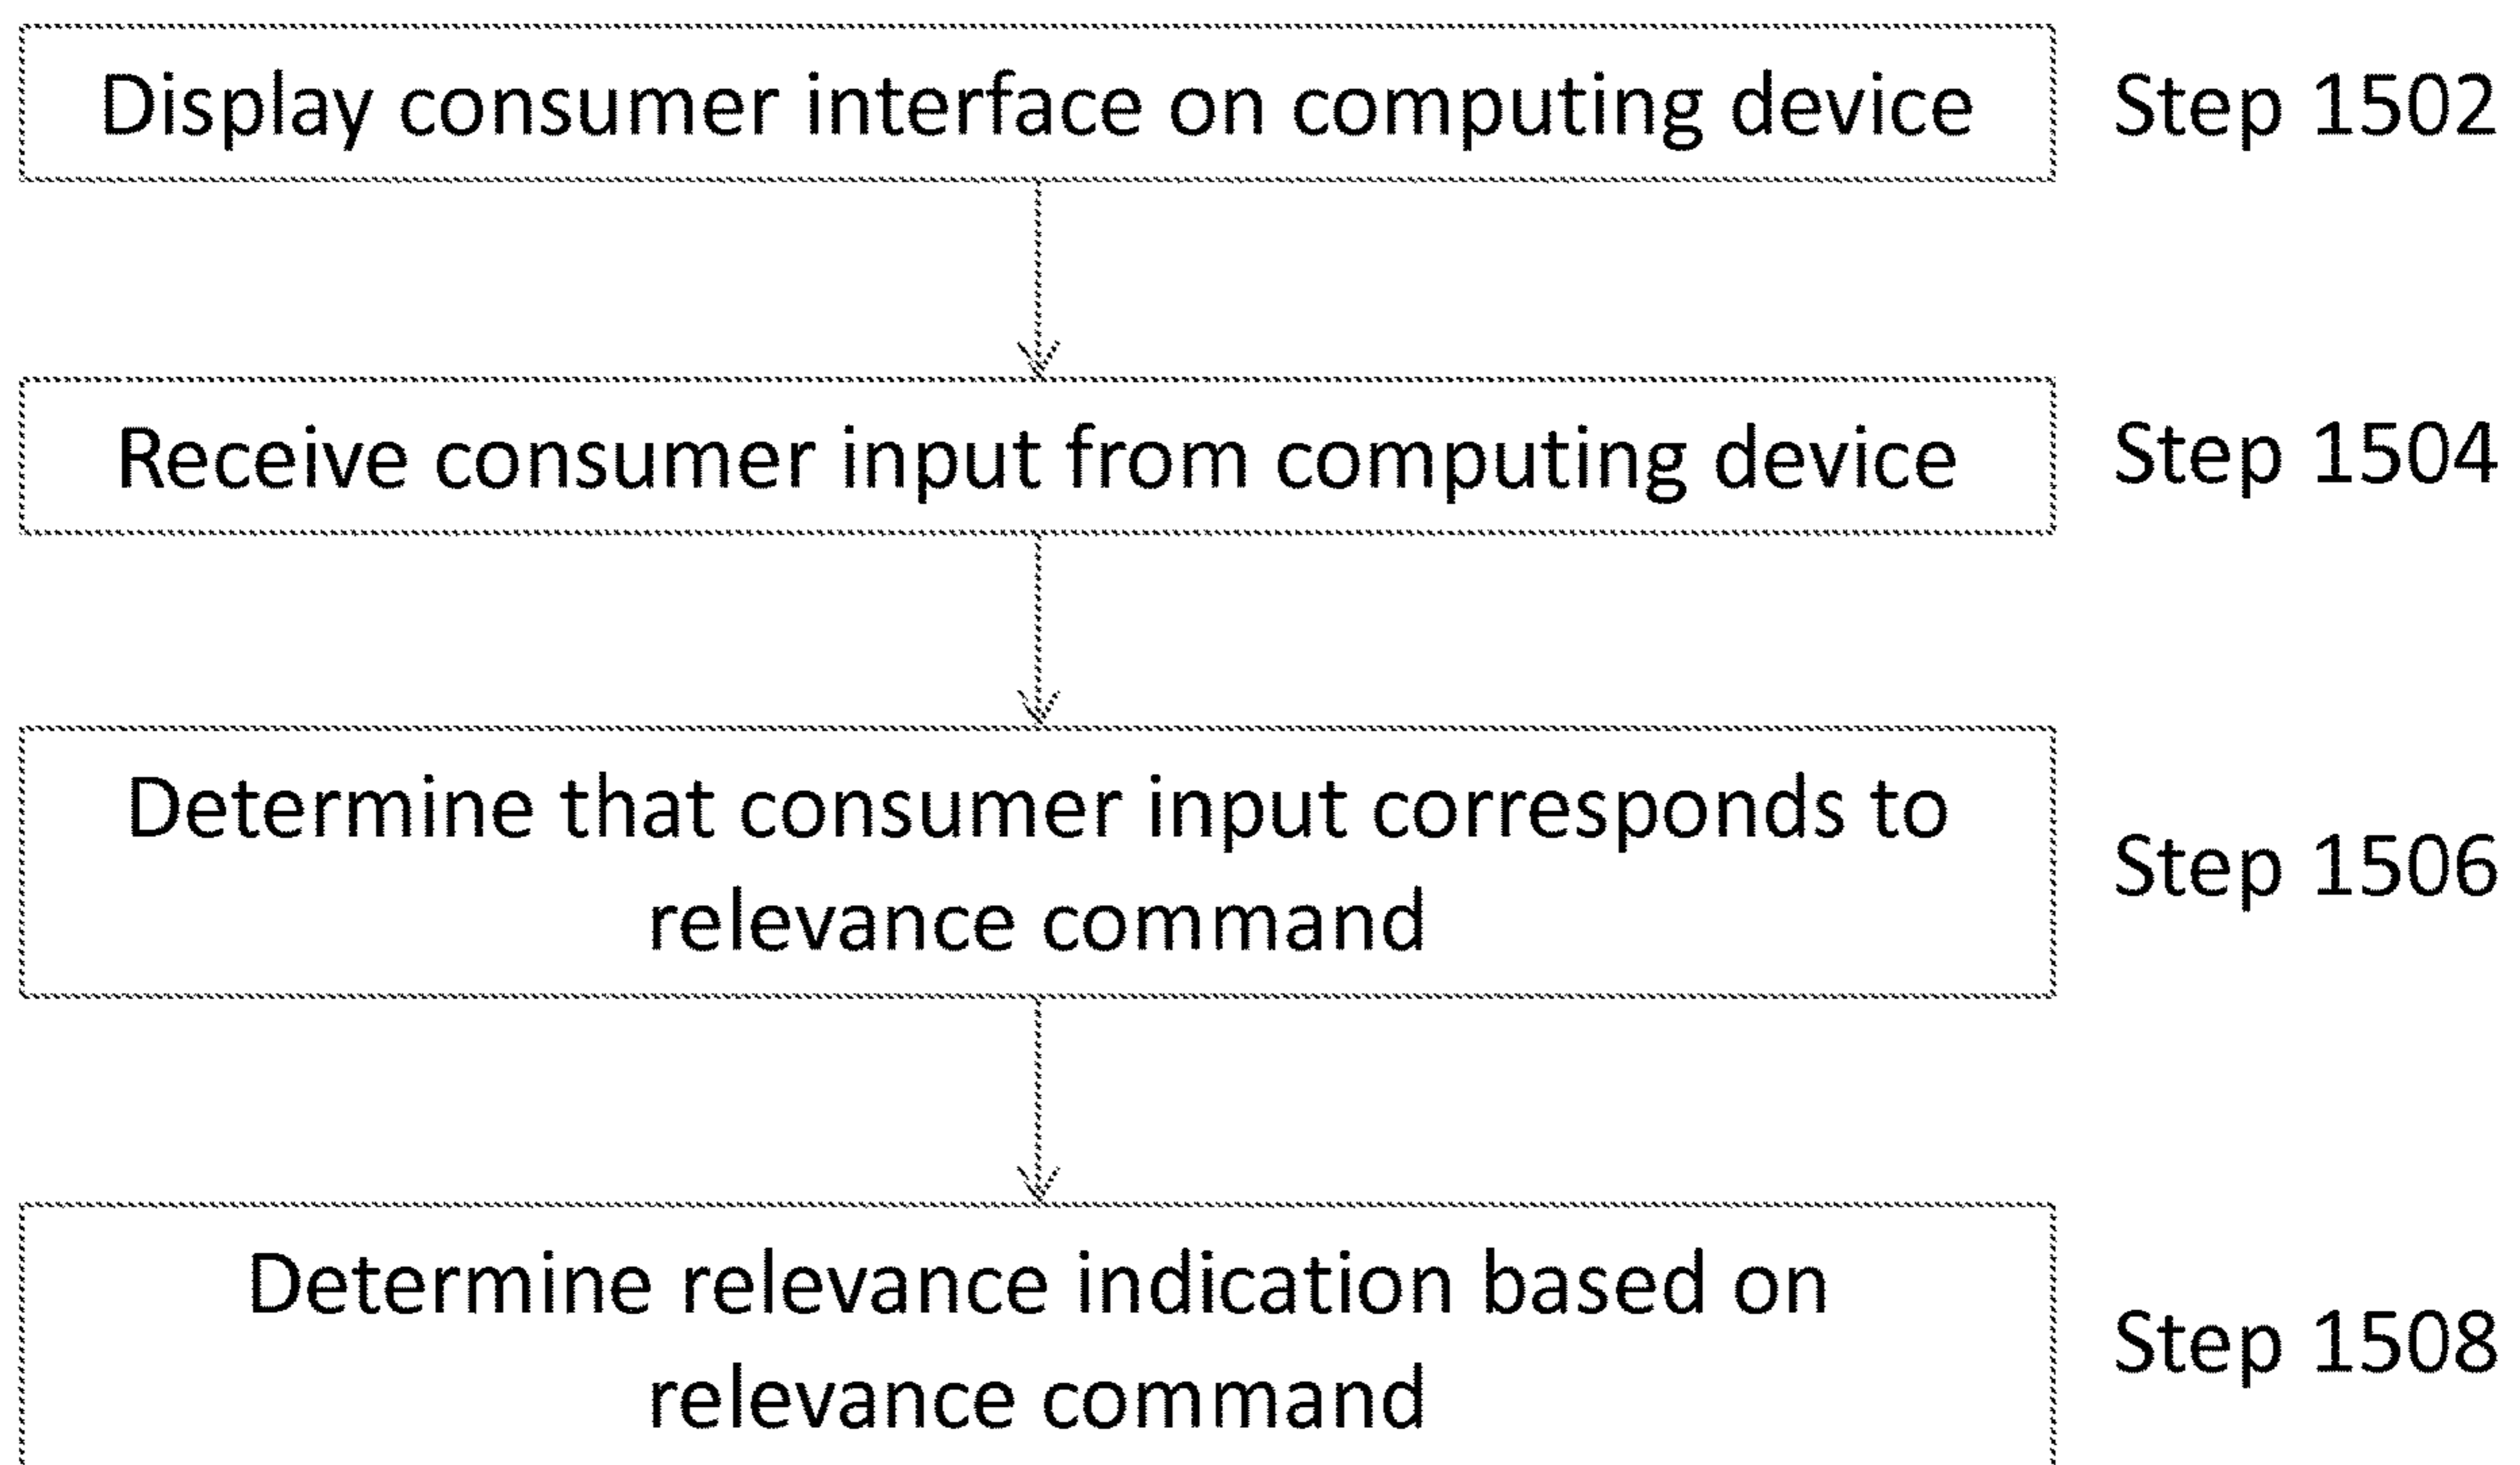 Display consumer interface on computing device
Step 1502
Receive consumer input from computing device
Step 1504
Determine that consumer input corresponds to
relevance command
Step 1506
Determine relevance indication based on
relevance command
Step 1508